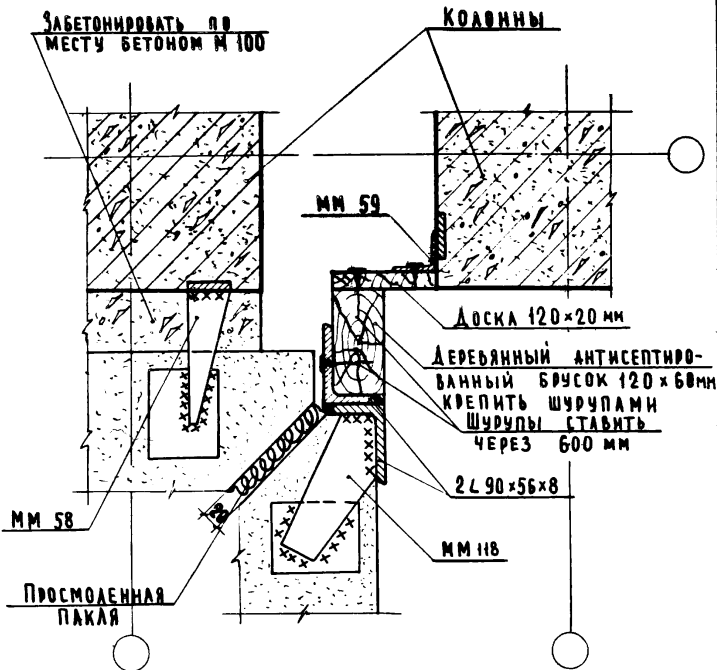 Забетонировать по
месту бетоном М 100
Колонны
ММ 59
Доска 120×20 мм
Деревянный антисептиро-
ванный брусок 120×60мм
крепить шурупами
Шурупы ставить
через 600 мм
2∠90×56×8
ММ 58
ММ 118
20
Просмоленная
пакля